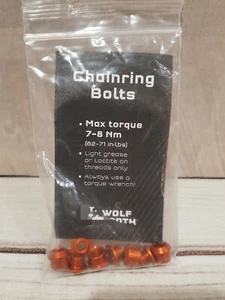 Chainring
Bolts
• Max torque
7-8 Nm
(62-71 in·lbs)
• Light grease
or Loctite on
threads only
• Always use a
torque wrench!
WOLF
TOOTH